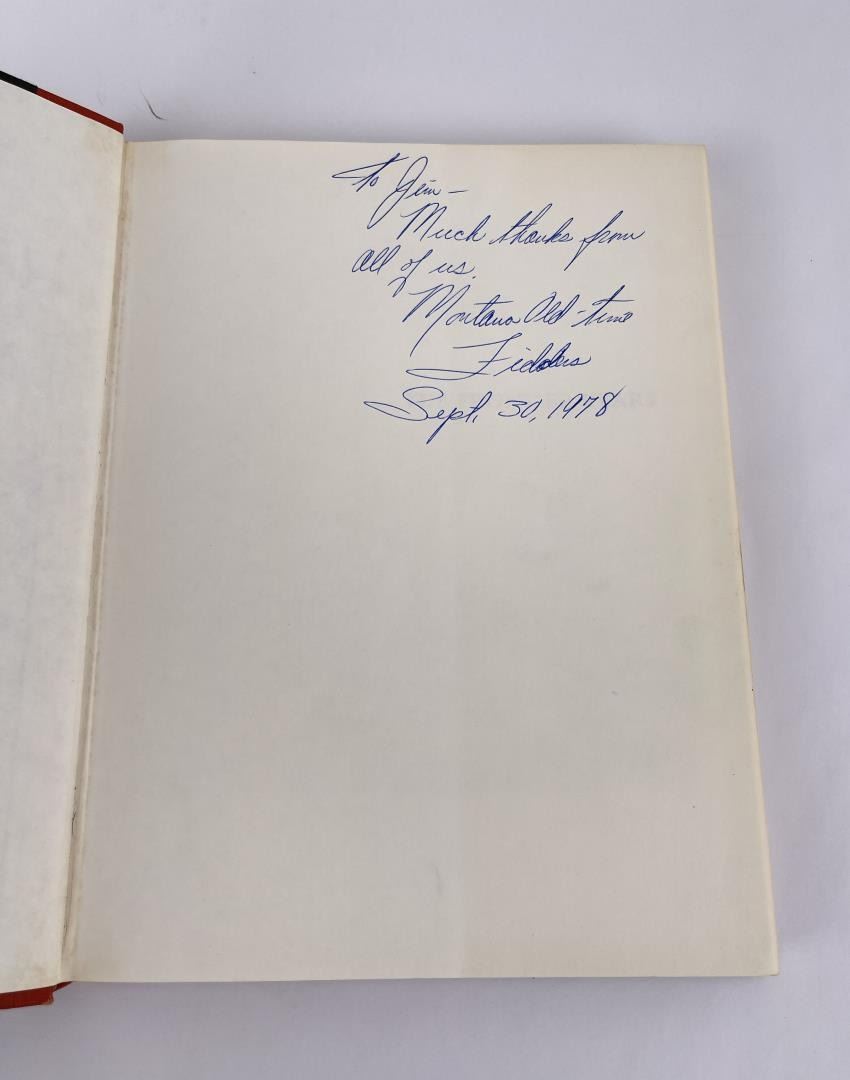 To Jim —
Much thanks from
all of us.
Montana Old-time
Fiddlers
Sept. 30, 1978